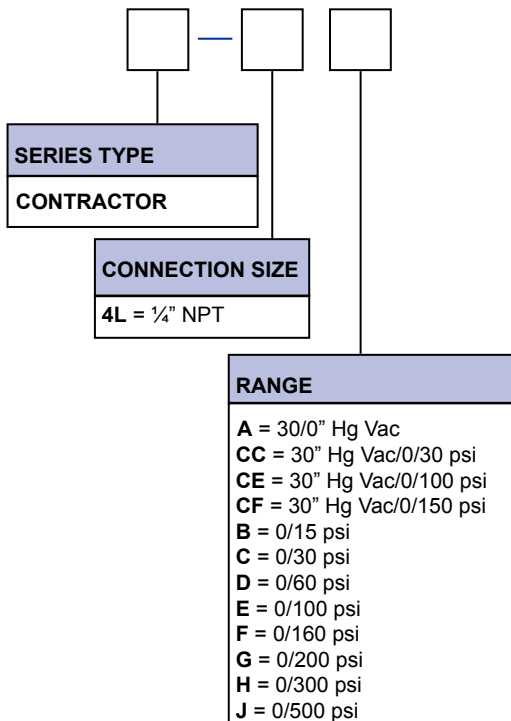 SERIES TYPE
CONTRACTOR
CONNECTION SIZE
4L = ¼” NPT
RANGE
A = 30/0” Hg Vac
CC = 30” Hg Vac/0/30 psi
CE = 30” Hg Vac/0/100 psi
CF = 30” Hg Vac/0/150 psi
B = 0/15 psi
C = 0/30 psi
D = 0/60 psi
E = 0/100 psi
F = 0/160 psi
G = 0/200 psi
H = 0/300 psi
J = 0/500 psi